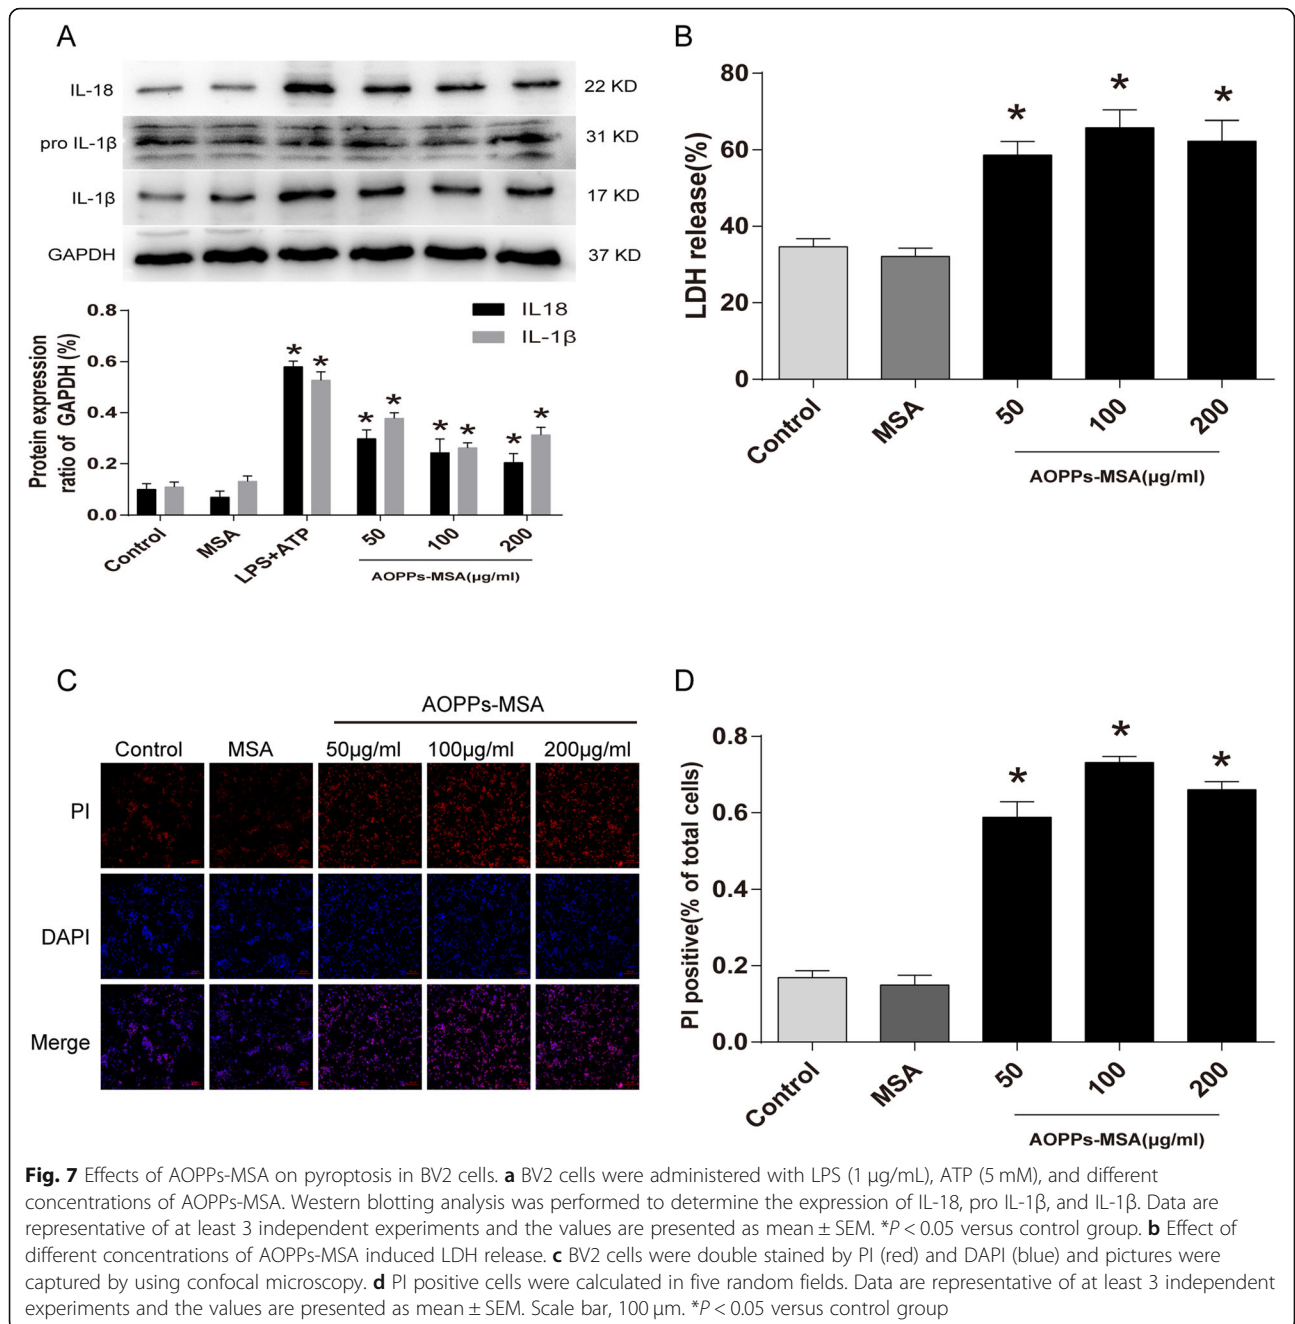 A
IL-18
22 KD
pro IL-1β
31 KD
IL-1β
17 KD
GAPDH
37 KD
IL18
IL-1β
Protein expression
ratio of GAPDH (%)
0.8
0.6
0.4
0.2
0.0
* * * * * * * *
Control
MSA
LPS+ATP
50
100
200
AOPPs-MSA(μg/ml)
B
LDH release(%)
80
60
40
20
0
* * *
Control
MSA
50
100
200
AOPPs-MSA(μg/ml)
C
AOPPs-MSA
Control MSA 50μg/ml 100μg/ml 200μg/ml
PI
DAPI
Merge
D
PI positive(% of total cells)
0.8
0.6
0.4
0.2
0.0
* * *
Control
MSA
50
100
200
AOPPs-MSA(μg/ml)
Fig. 7 Effects of AOPPs-MSA on pyroptosis in BV2 cells. a BV2 cells were administered with LPS (1 μg/mL), ATP (5 mM), and different
concentrations of AOPPs-MSA. Western blotting analysis was performed to determine the expression of IL-18, pro IL-1β, and IL-1β. Data are
representative of at least 3 independent experiments and the values are presented as mean ± SEM. *P < 0.05 versus control group. b Effect of
different concentrations of AOPPs-MSA induced LDH release. c BV2 cells were double stained by PI (red) and DAPI (blue) and pictures were
captured by using confocal microscopy. d PI positive cells were calculated in five random fields. Data are representative of at least 3 independent
experiments and the values are presented as mean ± SEM. Scale bar, 100 μm. *P < 0.05 versus control group